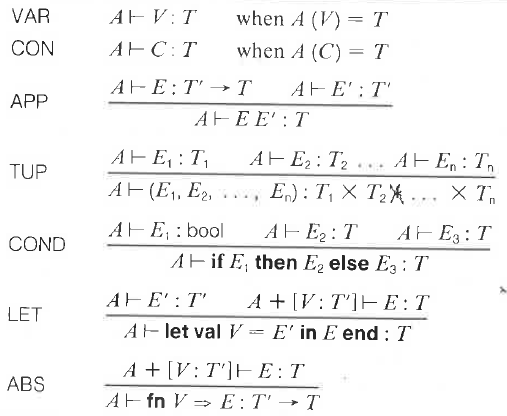 VAR A ⊢ V : T when A (V) = T
CON A ⊢ C : T when A (C) = T
A ⊢ E : T′ → T A ⊢ E′ : T′
APP
A ⊢ E E′ : T
A ⊢ E₁ : T₁ A ⊢ E₂ : T₂ ... A ⊢ Eₙ : Tₙ
TUP
A ⊢ (E₁, E₂, ..., Eₙ) : T₁ × T₂ × ... × Tₙ
A ⊢ E₁ : bool A ⊢ E₂ : T A ⊢ E₃ : T
COND
A ⊢ if E₁ then E₂ else E₃ : T
A ⊢ E′ : T′ A + [V : T′] ⊢ E : T
LET
A ⊢ let val V = E′ in E end : T
A + [V : T′] ⊢ E : T
ABS
A ⊢ fn V ⇒ E : T′ → T